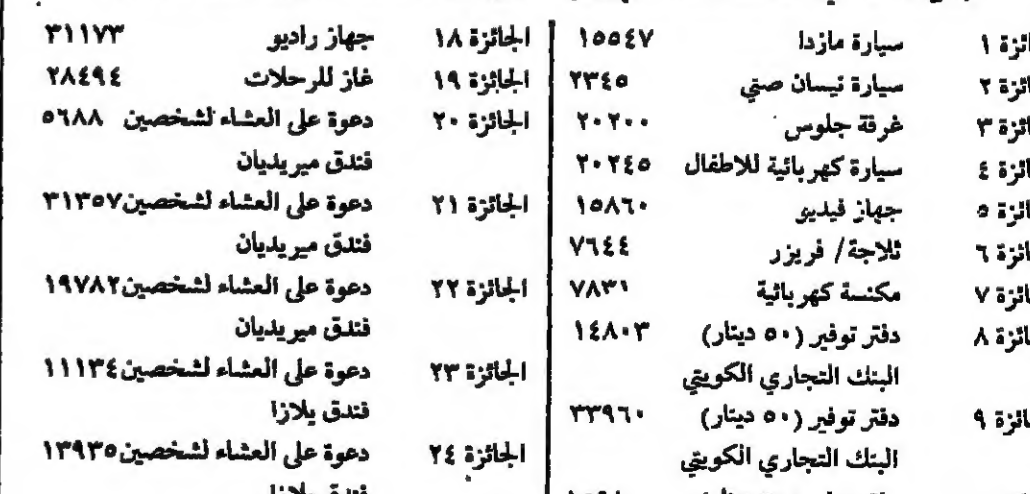 ائزة ١ سيارة مازدا ١٥٥٤٧
ائزة ٢ سيارة نيسان صني ٢٣٤٥
ائزة ٣ غرفة جلوس ٢٠٢٠٠
ائزة ٤ سيارة كهربائية للاطفال ٢٠٢٤٥
ائزة ٥ جهاز فيديو ١٥٨٦٠
ائزة ٦ ثلاجة/ فريزر ٧٦٤٤
ائزة ٧ مكنسة كهربائية ٧٨٣١
ائزة ٨ دفتر توفير (٥٠ دينار) ١٤٨٠٣
البنك التجاري الكويتي
ائزة ٩ دفتر توفير (٥٠ دينار) ٣٣٩٦٠
البنك التجاري الكويتي
الجائزة ١٨ جهاز راديو ٣١١٧٣
الجائزة ١٩ غاز للرحلات ٢٨٤٩٤
الجائزة ٢٠ دعوة على العشاء لشخصين ٥٦٨٨
فندق ميريديان
الجائزة ٢١ دعوة على العشاء لشخصين ٣١٣٥٧
فندق ميريديان
الجائزة ٢٢ دعوة على العشاء لشخصين ١٩٧٨٢
فندق ميريديان
الجائزة ٢٣ دعوة على العشاء لشخصين ١١١٣٤
فندق بلازا
الجائزة ٢٤ دعوة على العشاء لشخصين ١٣٩٣٥
فندق بلازا